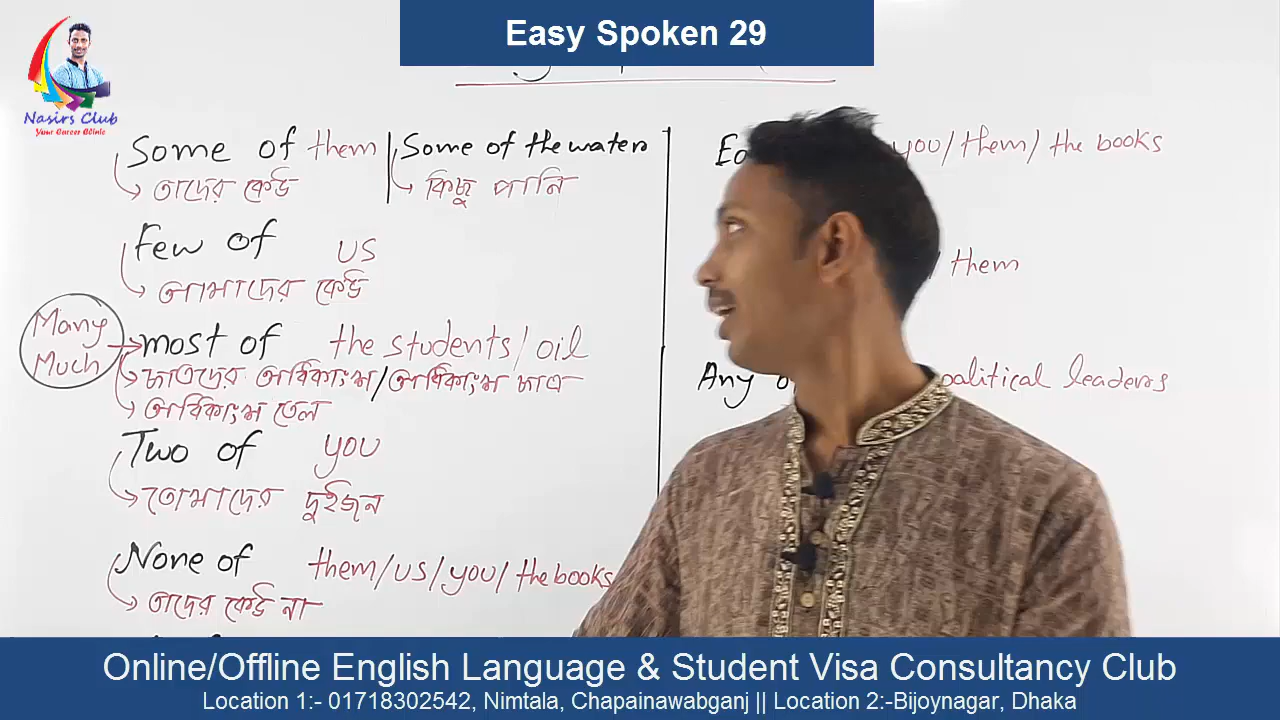 Easy Spoken 29
Nasirs Club
Your Career Clinic
Some of them
তাদের কেউ
Some of the water
কিছু পানি
Few of us
আমাদের কেউ
Many
Much
most of the students/oil
ছাত্রদের অধিকাংশ/অধিকাংশ ছাত্র
অধিকাংশ তেল
Two of you
তোমাদের দুইজন
None of them/us/you/the books
তাদের কেউ না
you/them/the books
them
Any political leaders
Online/Offline English Language & Student Visa Consultancy Club
Location 1:- 01718302542, Nimtala, Chapainawabganj || Location 2:-Bijoynagar, Dhaka